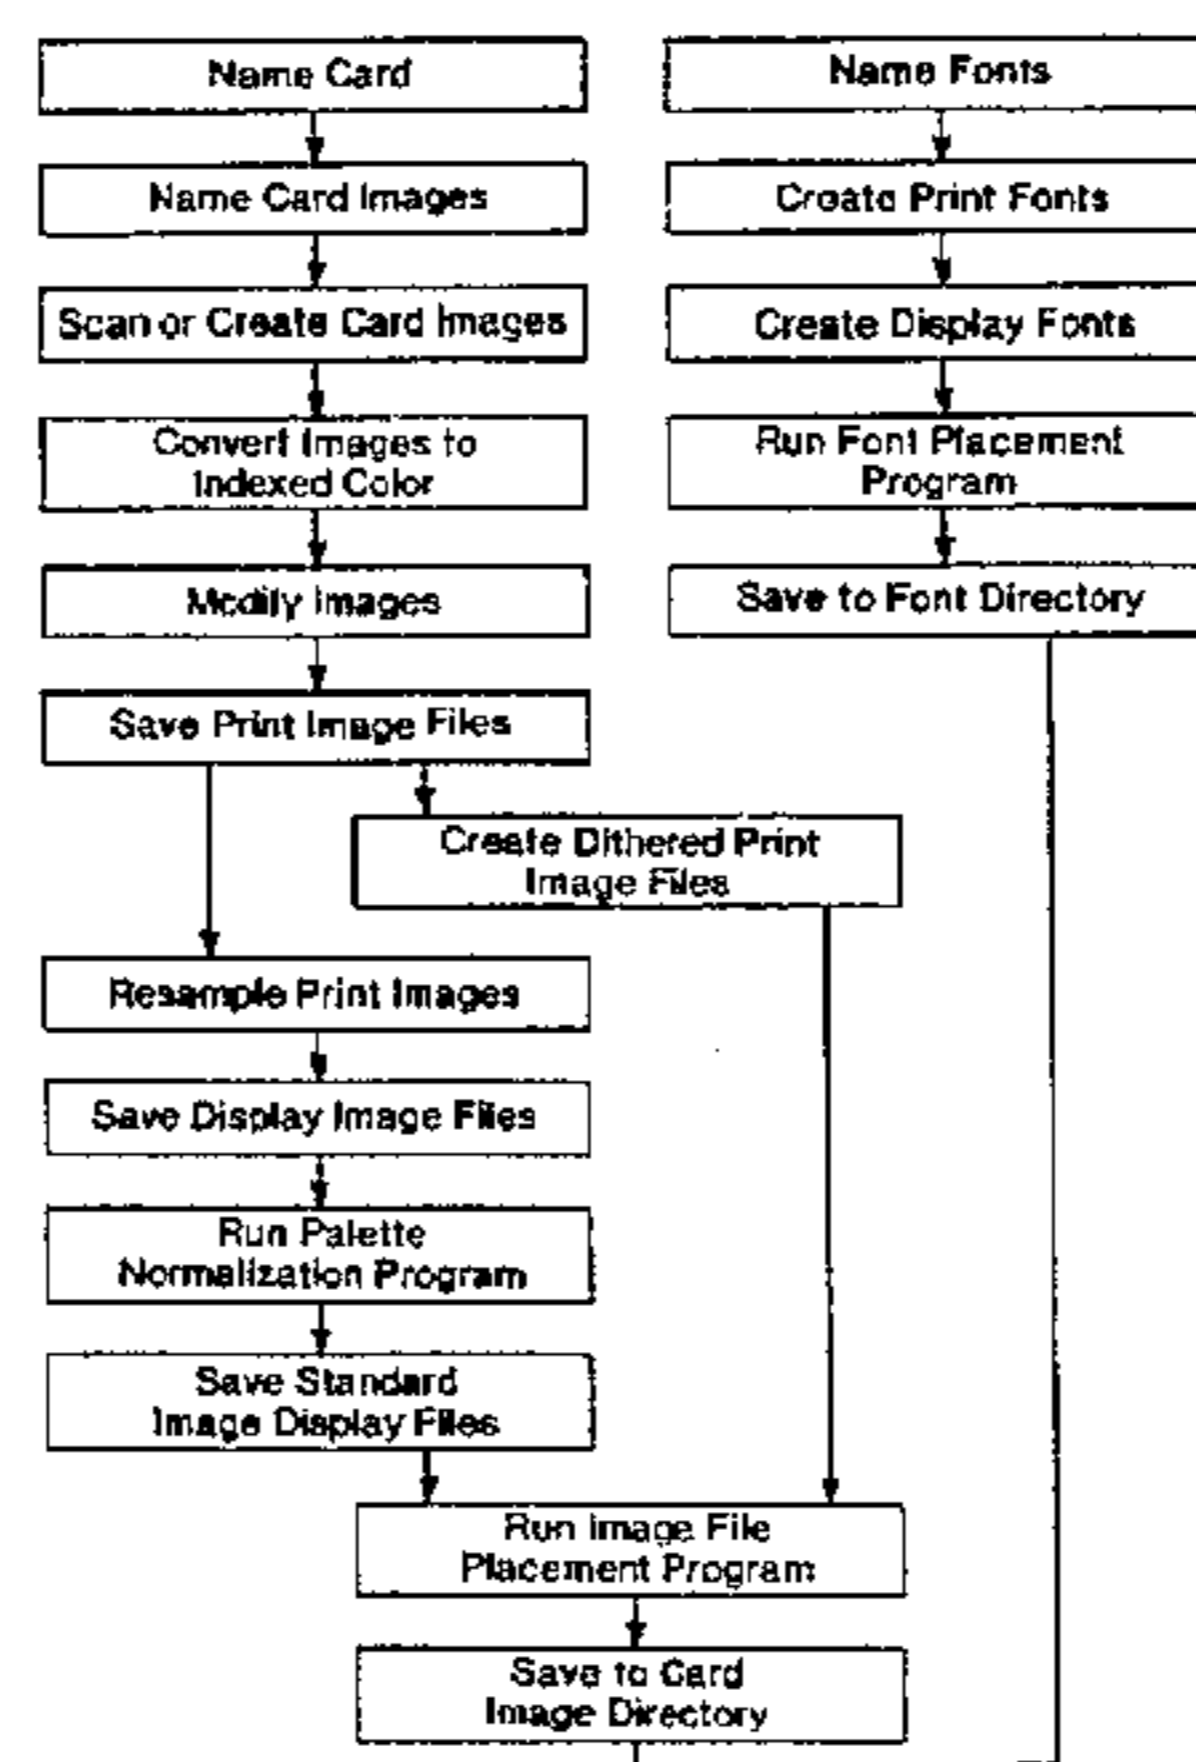 Name Card
Name Card Images
Scan or Create Card Images
Convert Images to
Indexed Color
Modify Images
Save Print Image Files
Create Dithered Print
Image Files
Resample Print Images
Save Display Image Files
Run Palette
Normalization Program
Save Standard
Image Display Files
Run Image File
Placement Program
Save to Card
Image Directory
Name Fonts
Create Print Fonts
Create Display Fonts
Run Font Placement
Program
Save to Font Directory